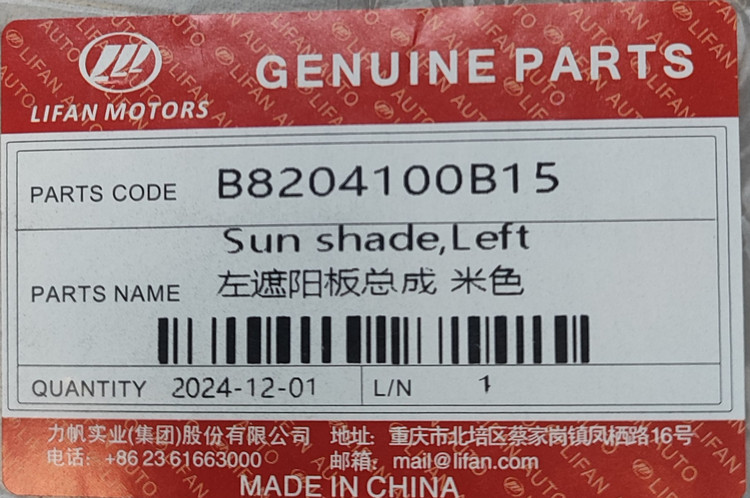 GENUINE PARTS
LIFAN MOTORS
PARTS CODE B8204100B15
Sun shade,Left
PARTS NAME 左遮阳板总成 米色
QUANTITY 2024-12-01 L/N 1
力帆实业(集团)股份有限公司 地址: 重庆市北培区蔡家岗镇凤栖路16号
电话: +86 23 61663000 邮箱: mail@lifan.com
MADE IN CHINA